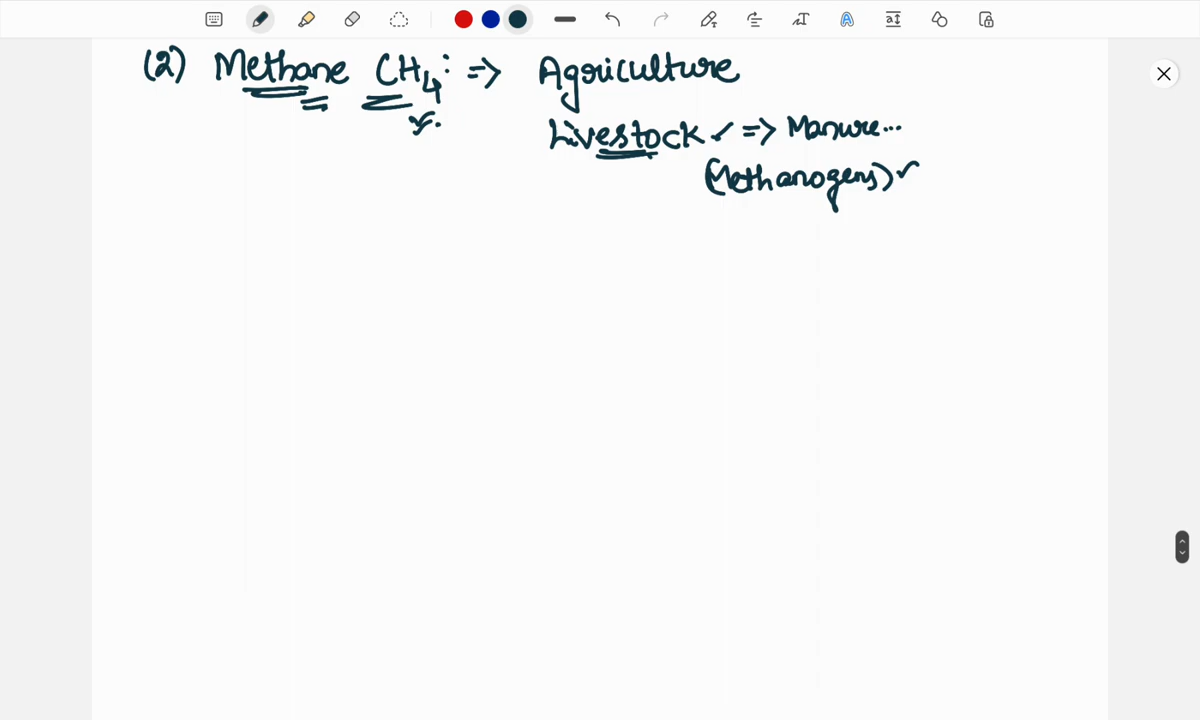 (2) Methane CH4: => Agriculture
Livestock ✓ => Manure...
(Methanogens) ✓